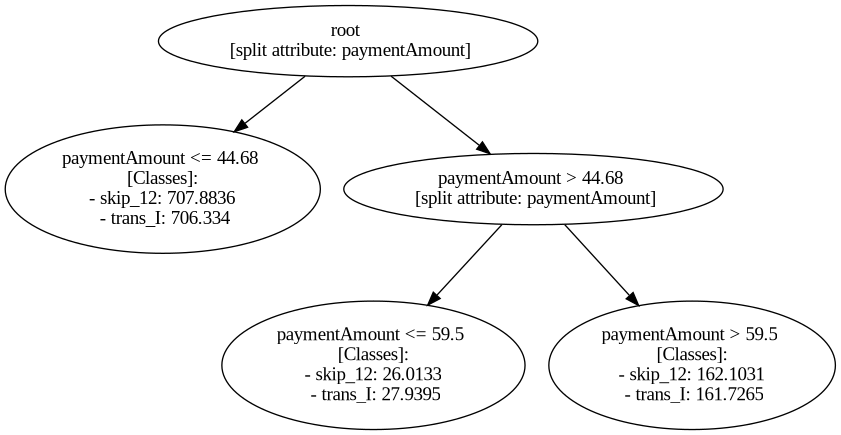 root
[split attribute: paymentAmount]
paymentAmount <= 44.68
[Classes]:
- skip_12: 707.8836
- trans_I: 706.334
paymentAmount > 44.68
[split attribute: paymentAmount]
paymentAmount <= 59.5
[Classes]:
- skip_12: 26.0133
- trans_I: 27.9395
paymentAmount > 59.5
[Classes]:
- skip_12: 162.1031
- trans_I: 161.7265